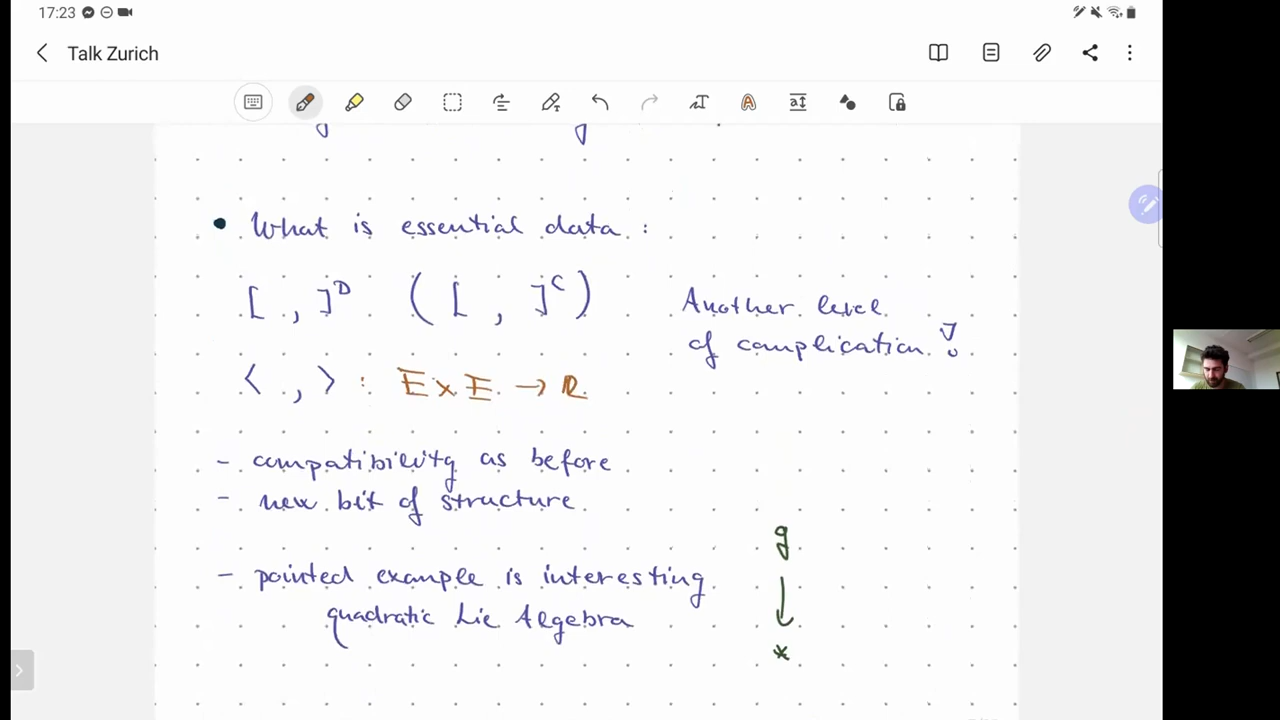 17:23
Talk Zurich
• What is essential data :
[ , ]ᴰ ( [ , ]ᶜ )
Another level
of complication !
< , > : E x E → R
- compatibility as before
- new bit of structure
g
↓
*
- pointed example is interesting
quadratic Lie Algebra